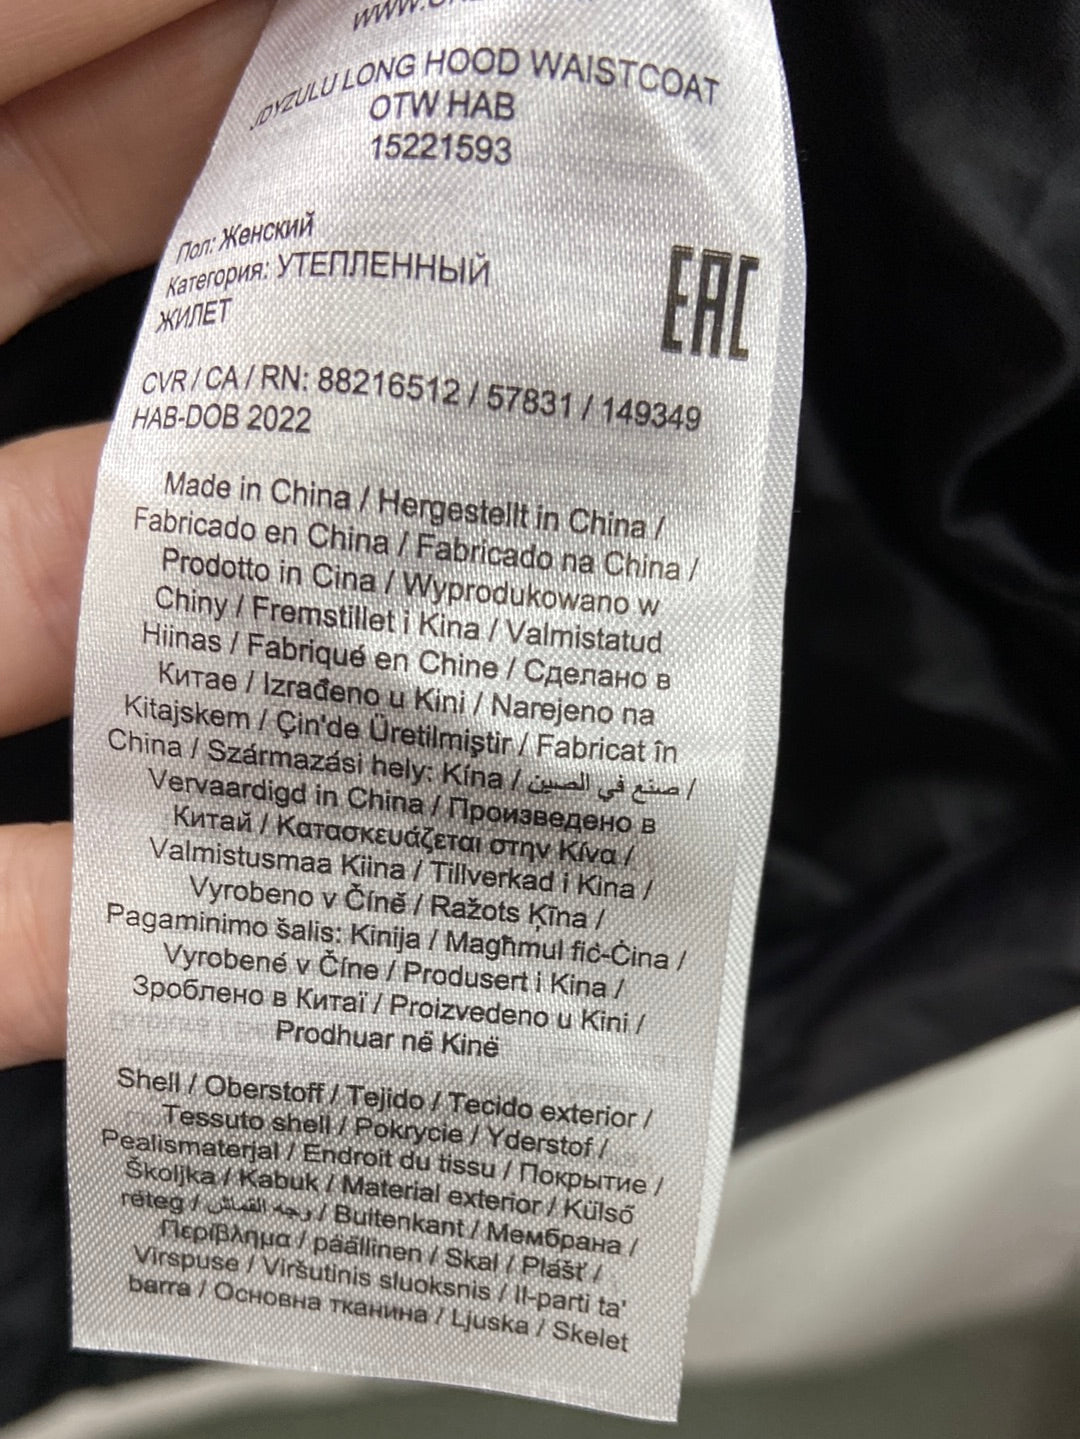 JDYZULU LONG HOOD WAISTCOAT
OTW HAB
15221593
Пол: Женский
Категория: УТЕПЛЕННЫЙ
ЖИЛЕТ
EAC
CVR / CA / RN: 88216512 / 57831 / 149349
HAB-DOB 2022
Made in China / Hergestellt in China /
Fabricado en China / Fabricado na China /
Prodotto in Cina / Wyprodukowano w
Chiny / Fremstillet i Kina / Valmistatud
Hiinas / Fabriqué en Chine / Сделано в
Китае / Izrađeno u Kini / Narejeno na
Kitajskem / Çin'de Üretilmiştir / Fabricat în
China / Származási hely: Kína / صنع في الصين /
Vervaardigd in China / Произведено в
Китай / Κατασκευάζεται στην Κίνα /
Valmistusmaa Kiina / Tillverkad i Kina /
Vyrobeno v Číně / Ražots Ķīna /
Pagaminimo šalis: Kinija / Magħmul fiċ-Ċina /
Vyrobené v Číne / Produsert i Kina /
Зроблено в Китаї / Proizvedeno u Kini /
Prodhuar në Kinë
Shell / Oberstoff / Tejido / Tecido exterior /
Tessuto shell / Pokrycie / Yderstof /
Pealismaterjal / Endroit du tissu / Покрытие /
Školjka / Kabuk / Material exterior / Külső
réteg / وجه القماش / Buitenkant / Мембрана /
Περίβλημα / päällinen / Skal / Plášť /
Virspuse / Viršutinis sluoksnis / Il-parti ta'
barra / Основна тканина / Ljuska / Skelet